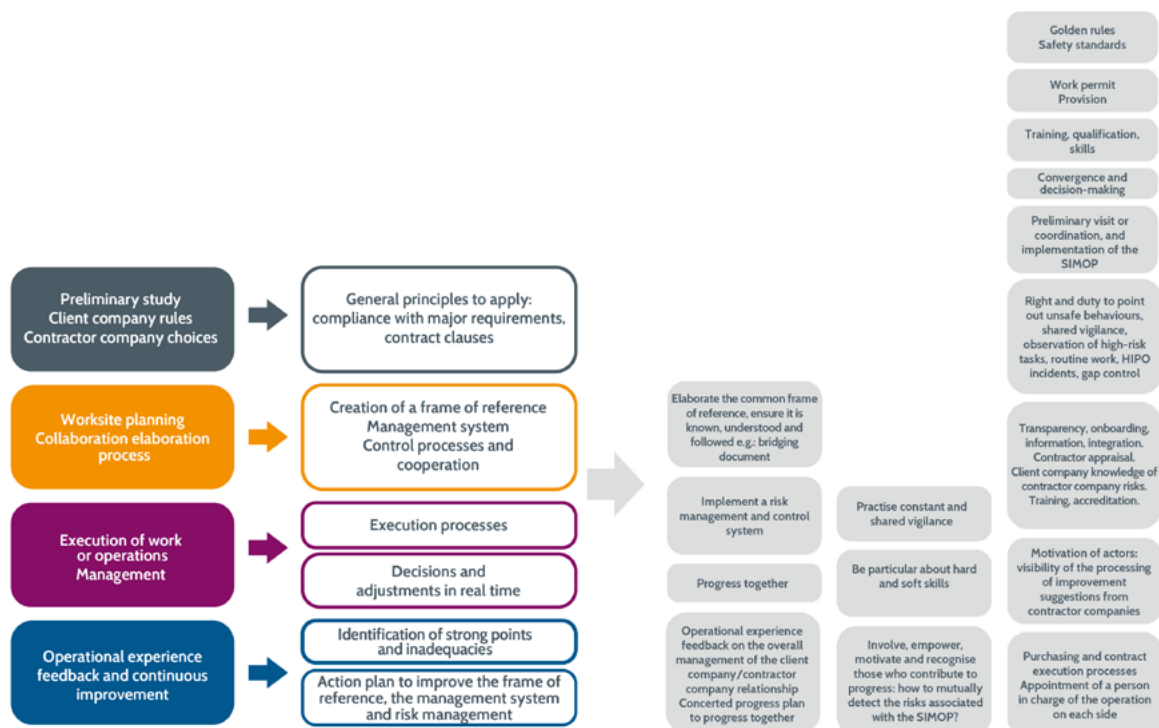 Preliminary study
Client company rules
Contractor company choices
General principles to apply:
compliance with major requirements,
contract clauses
Worksite planning
Collaboration elaboration
process
Creation of a frame of reference
Management system
Control processes and
cooperation
Execution of work
or operations
Management
Execution processes
Decisions and
adjustments in real time
Operational experience
feedback and continuous
improvement
Identification of strong points
and inadequacies
Action plan to improve the frame of
reference, the management system
and risk management
Elaborate the common frame
of reference, ensure it is
known, understood and
followed e.g.: bridging
document
Implement a risk
management and control
system
Progress together
Operational experience
feedback on the overall
management of the client
company/contractor
company relationship
Concerted progress plan
to progress together
Practise constant and
shared vigilance
Be particular about hard
and soft skills
Involve, empower,
motivate and recognise
those who contribute to
progress: how to mutually
detect the risks associated
with the SIMOP?
Golden rules
Safety standards
Work permit
Provision
Training, qualification,
skills
Convergence and
decision-making
Preliminary visit or
coordination, and
implementation of the
SIMOP
Right and duty to point
out unsafe behaviours,
shared vigilance,
observation of high-risk
tasks, routine work, HIPO
incidents, gap control
Transparency, onboarding,
information, integration.
Contractor appraisal.
Client company knowledge of
contractor company risks.
Training, accreditation.
Motivation of actors:
visibility of the processing
of improvement
suggestions from
contractor companies
Purchasing and contract
execution processes
Appointment of a person
in charge of the operation
on each side